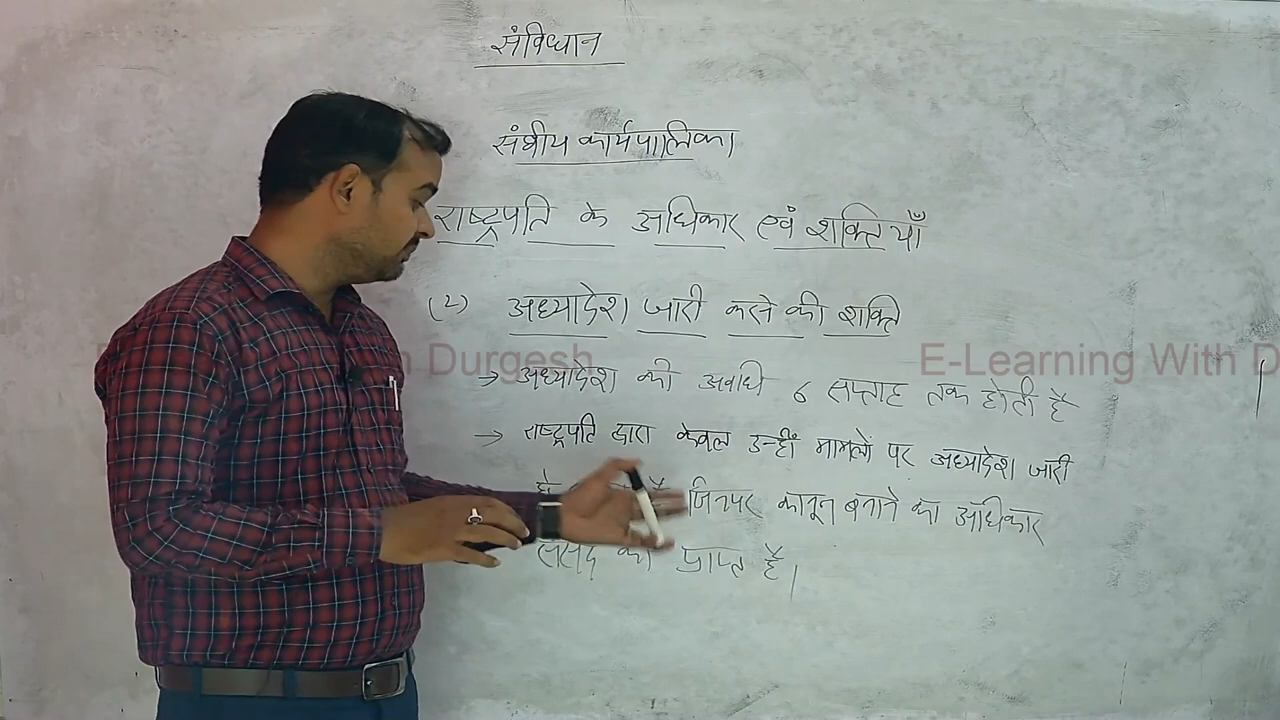 संविधान
संघीय कार्यपालिका
राष्ट्रपति के अधिकार एवं शक्तियाँ
(2) अध्यादेश जारी करने की शक्ति
Durgesh E-Learning With D
→ अध्यादेश की अवधि 6 सप्ताह तक होती है
→ राष्ट्रपति द्वारा केवल उन्हीं मामलों पर अध्यादेश जारी
जिनपर कानून बनाने का अधिकार
संसद को प्राप्त है।